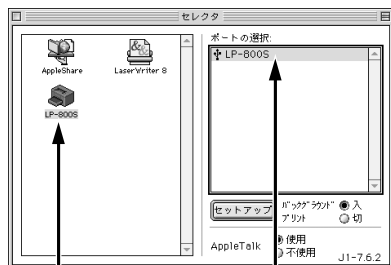 セレクタ
AppleShare
LaserWriter 8
LP-800S
ポートの選択:
LP-800S
セットアップ
バックグラウンド
プリント
入
切
AppleTalk
使用
不使用
J1-7.6.2